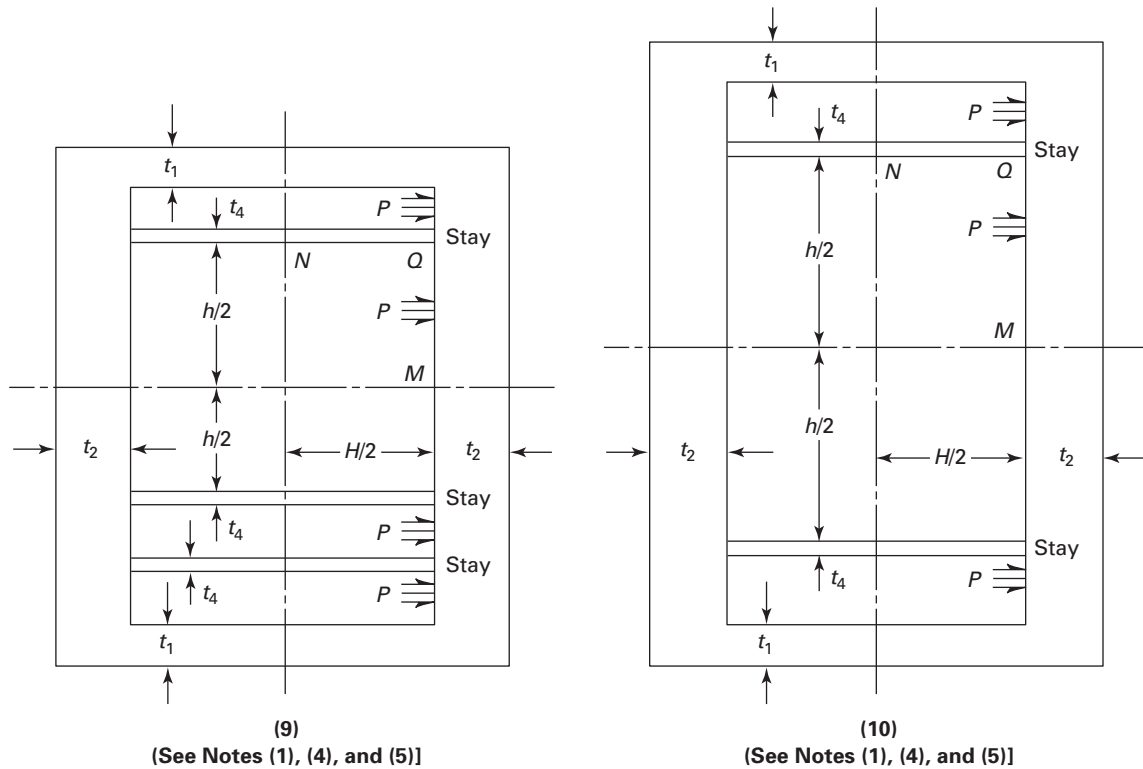 t1
t4
P
Stay
N
Q
h/2
P
M
h/2
t2
H/2
t2
Stay
t4
P
Stay
t4
P
t1
(9)
(See Notes (1), (4), and (5)]
t1
P
t4
Stay
N
Q
P
h/2
M
h/2
t2
H/2
t2
Stay
t4
P
t1
(10)
(See Notes (1), (4), and (5)]